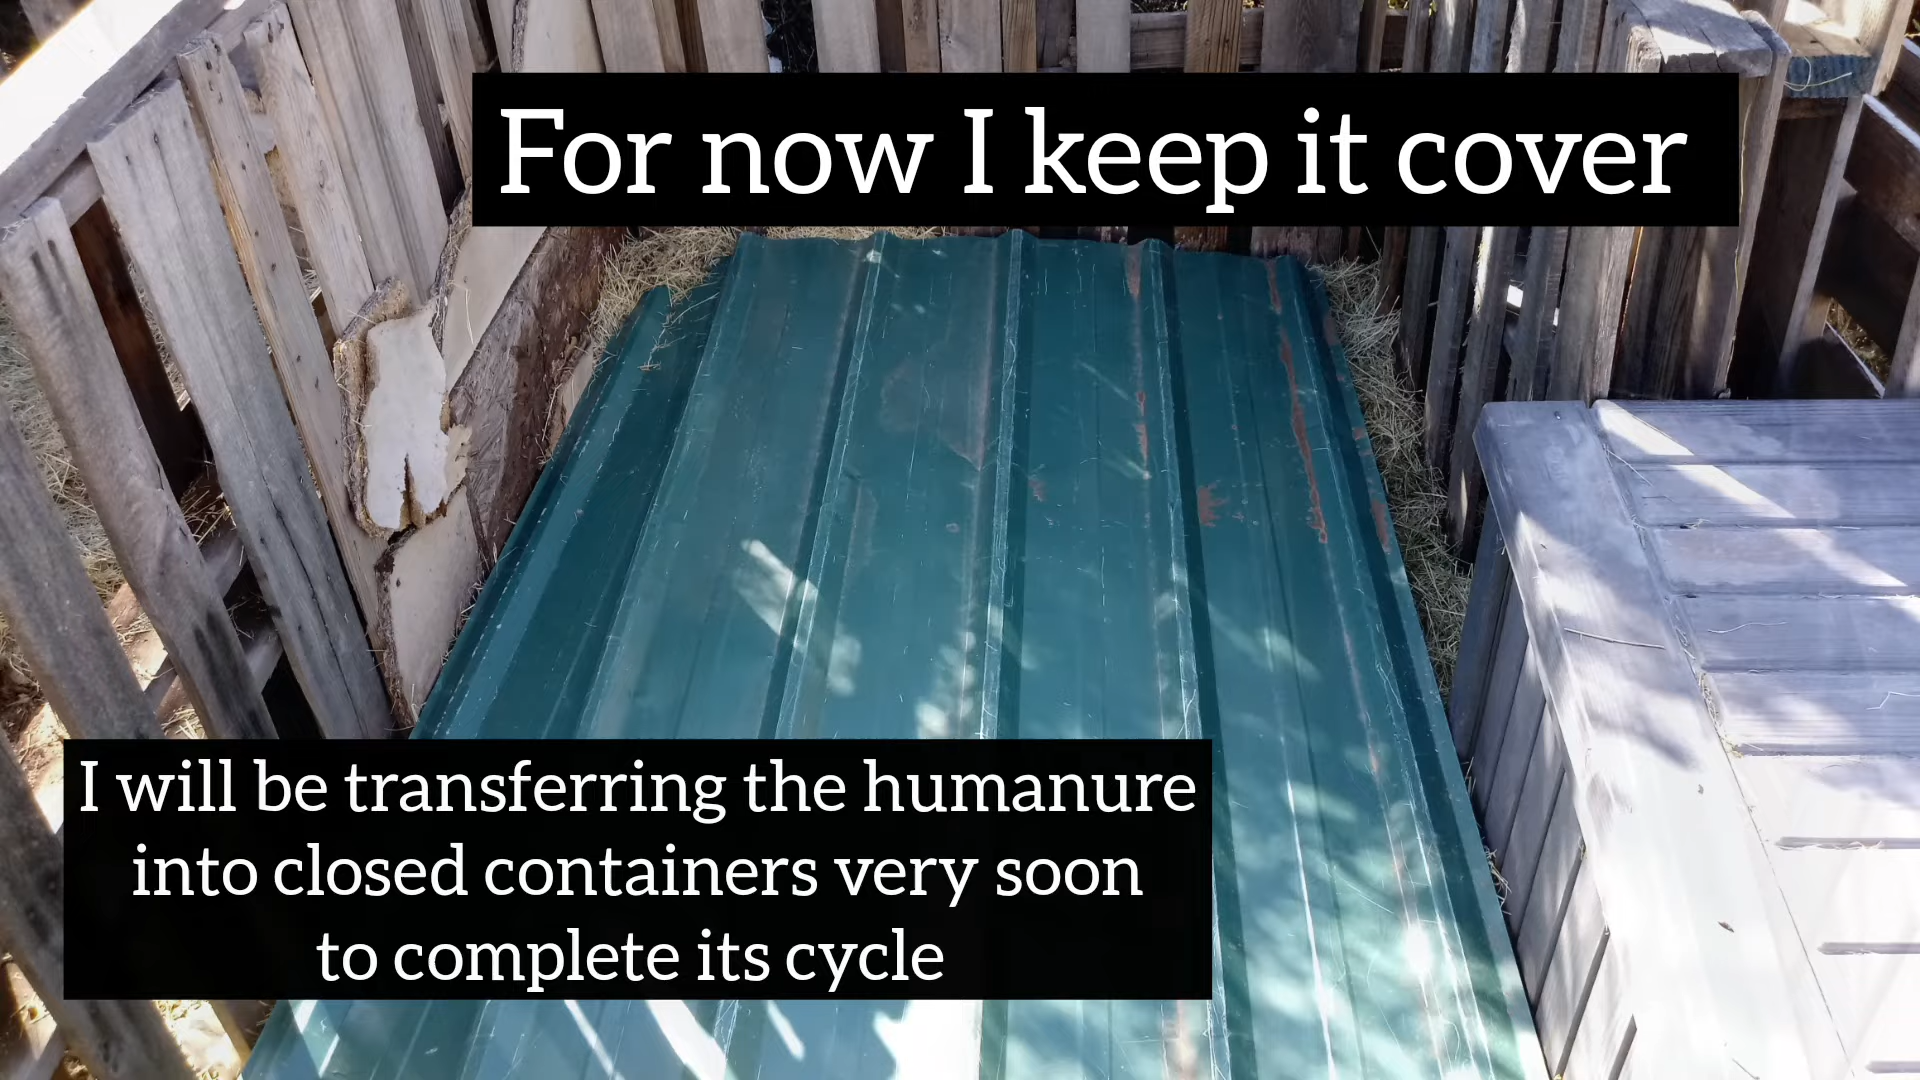 For now I keep it cover
I will be transferring the humanure
into closed containers very soon
to complete its cycle